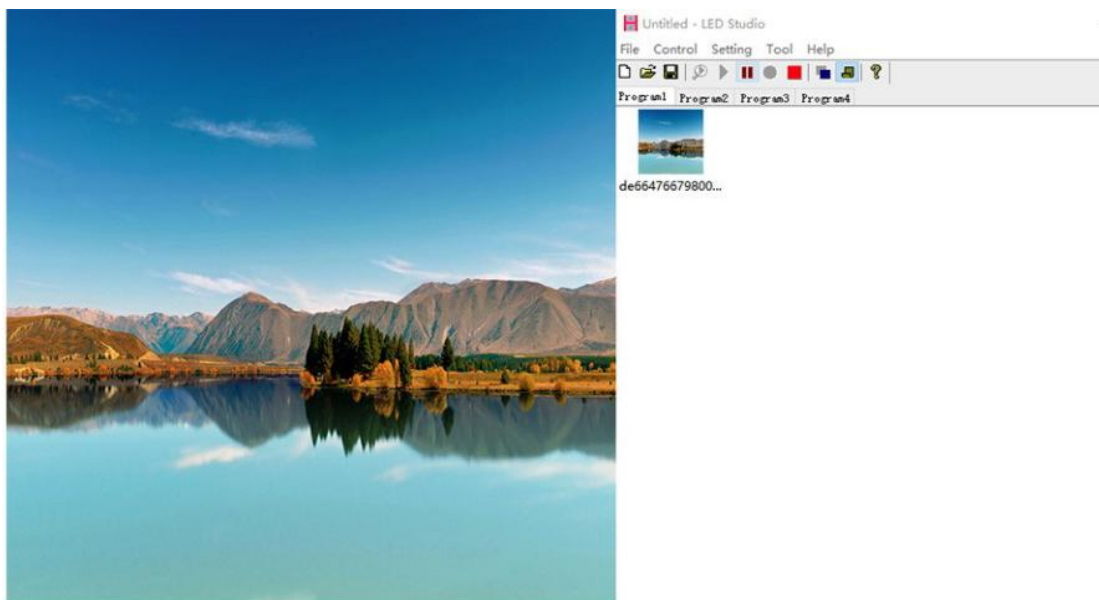 Untitled - LED Studio
File Control Setting Tool Help
Program1 Program2 Program3 Program4
de66476679800...